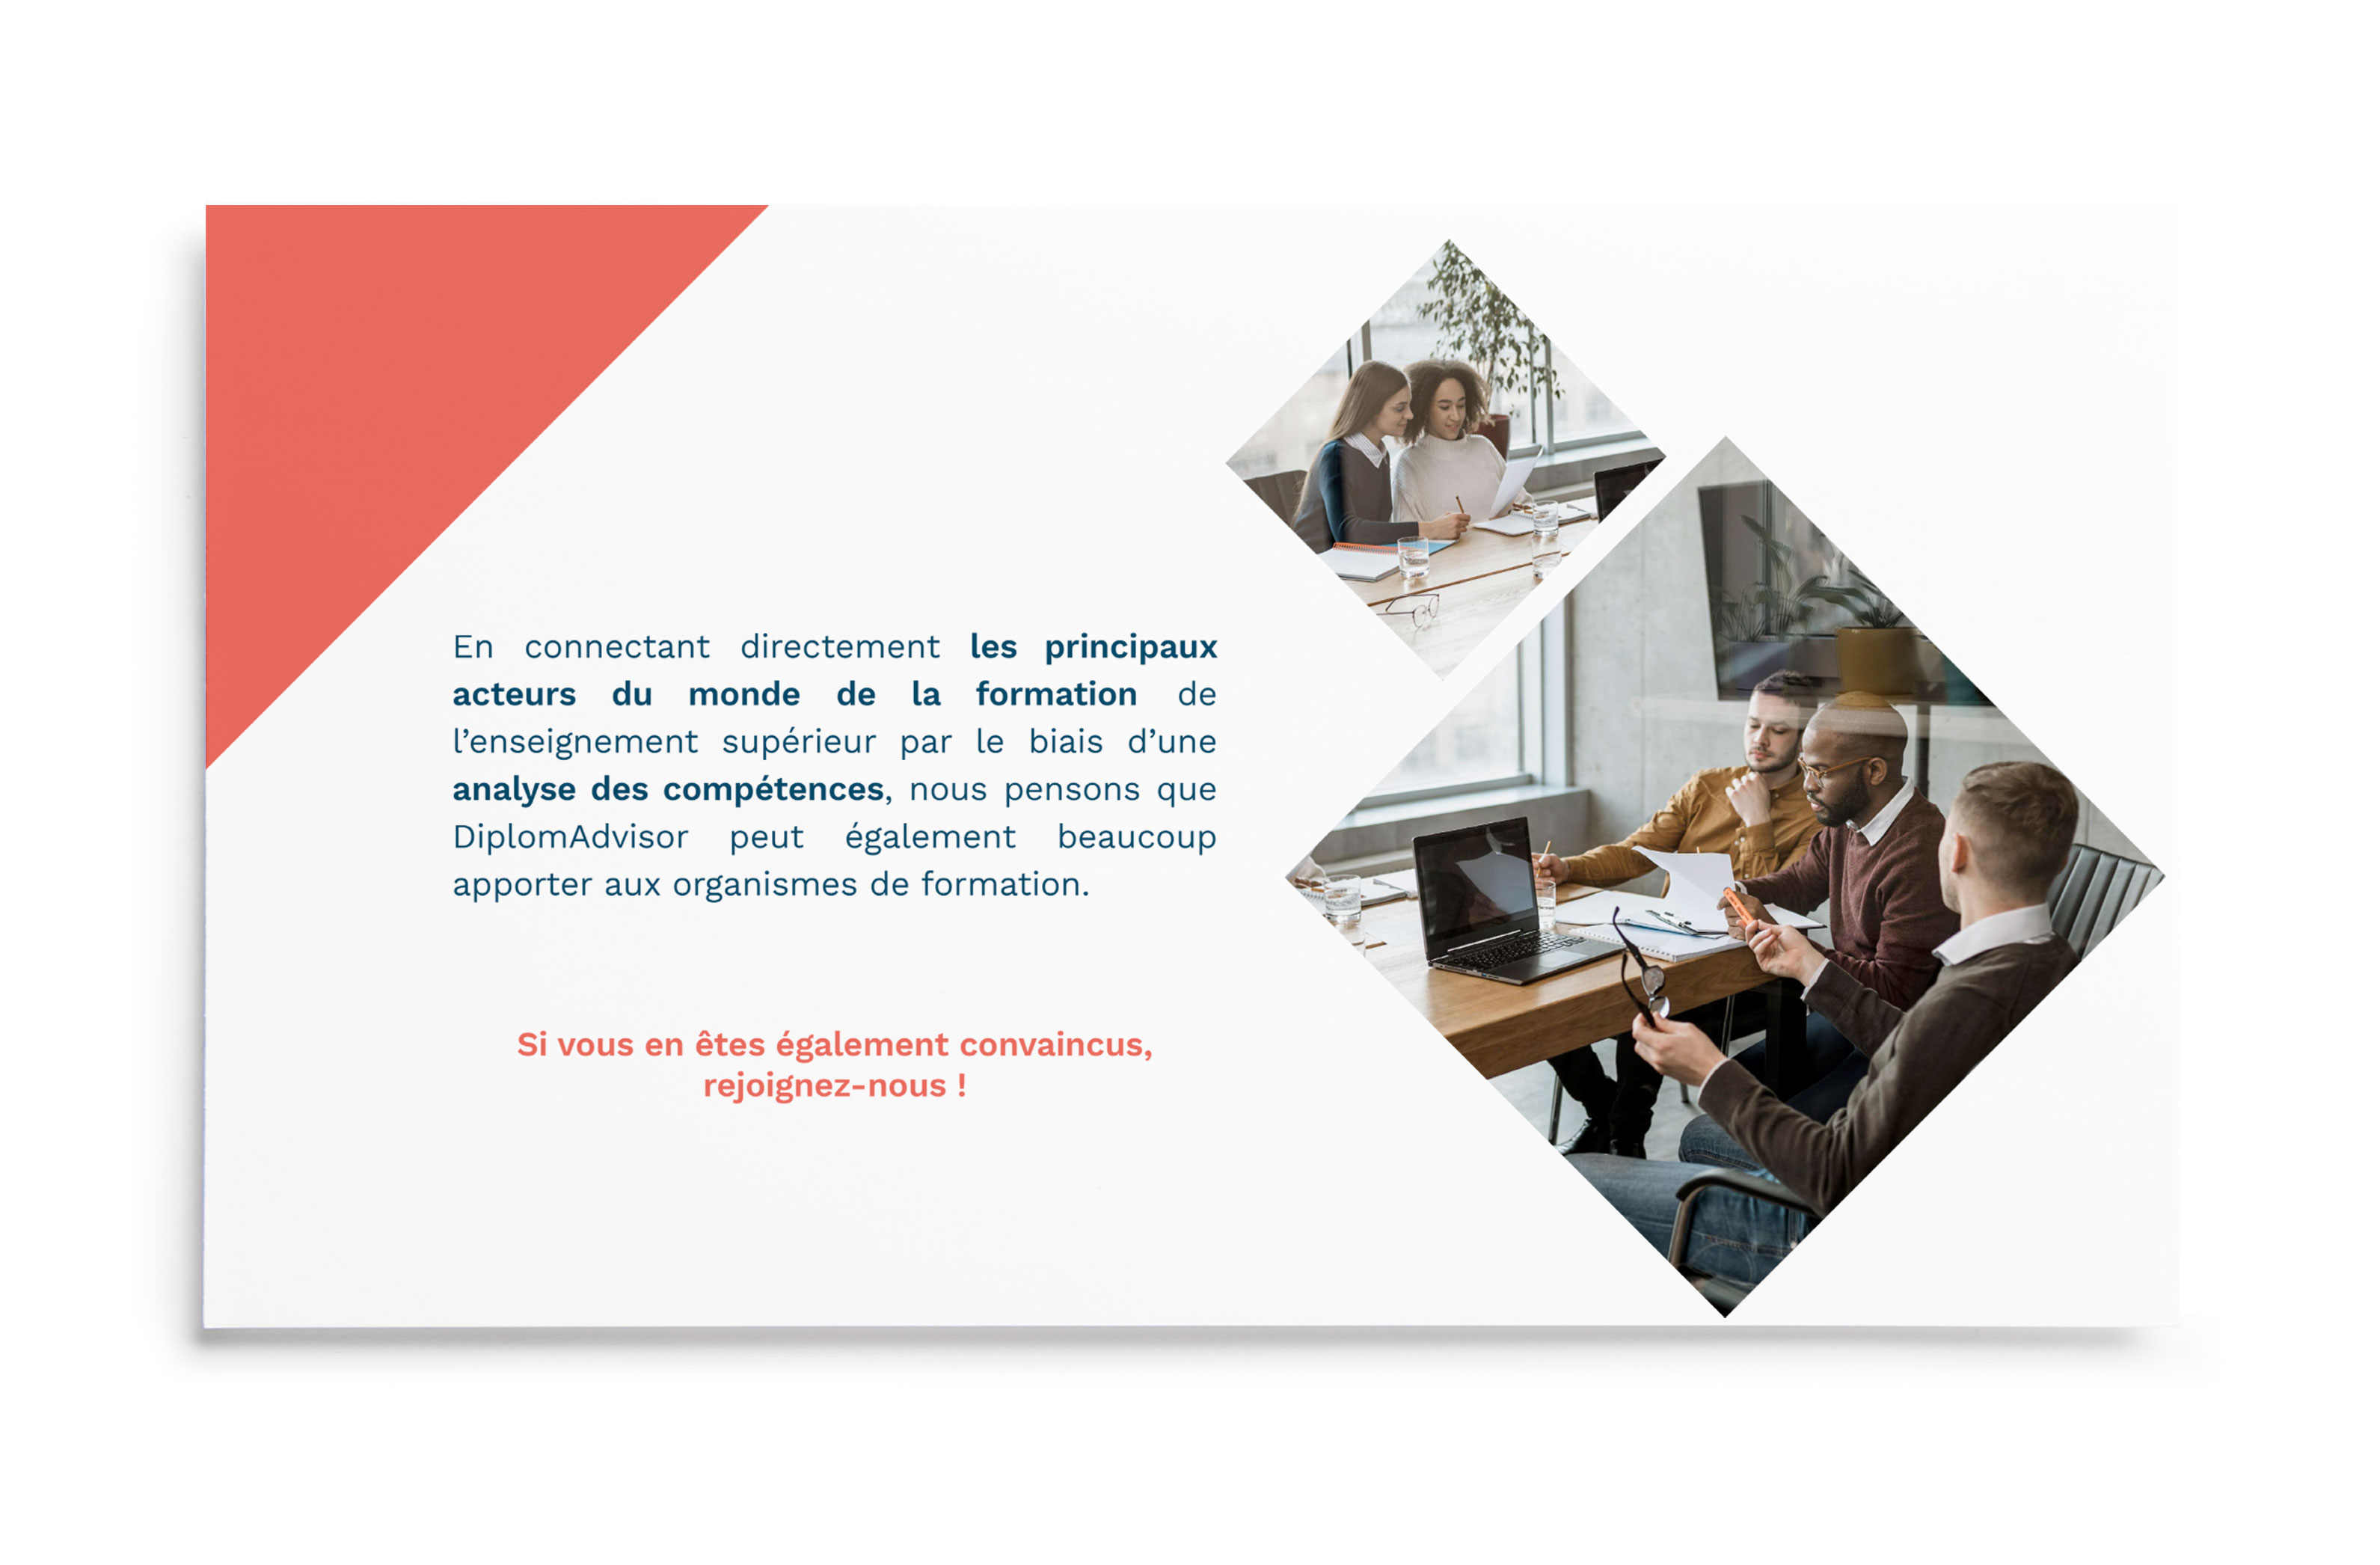 En connectant directement les principaux
acteurs du monde de la formation de
l’enseignement supérieur par le biais d’une
analyse des compétences, nous pensons que
DiplomAdvisor peut également beaucoup
apporter aux organismes de formation.
Si vous en êtes également convaincus,
rejoignez-nous !